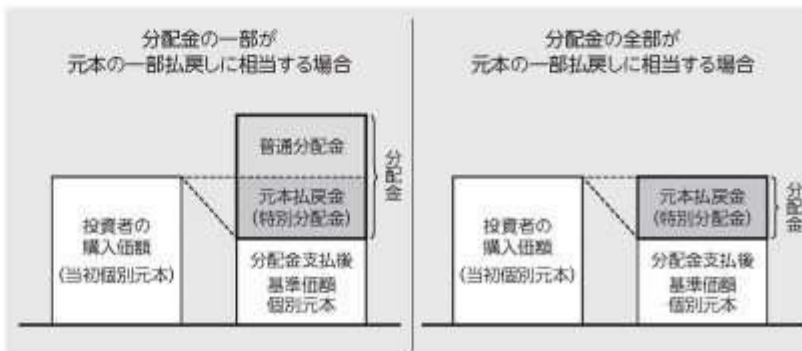 分配金の一部が
元本の一部払戻しに相当する場合
普通分配金
元本払戻金
(特別分配金)
分配金
投資者の
購入価額
(当初個別元本)
分配金支払後
基準価額
個別元本
分配金の全部が
元本の一部払戻しに相当する場合
元本払戻金
(特別分配金)
分配金
投資者の
購入価額
(当初個別元本)
分配金支払後
基準価額
個別元本